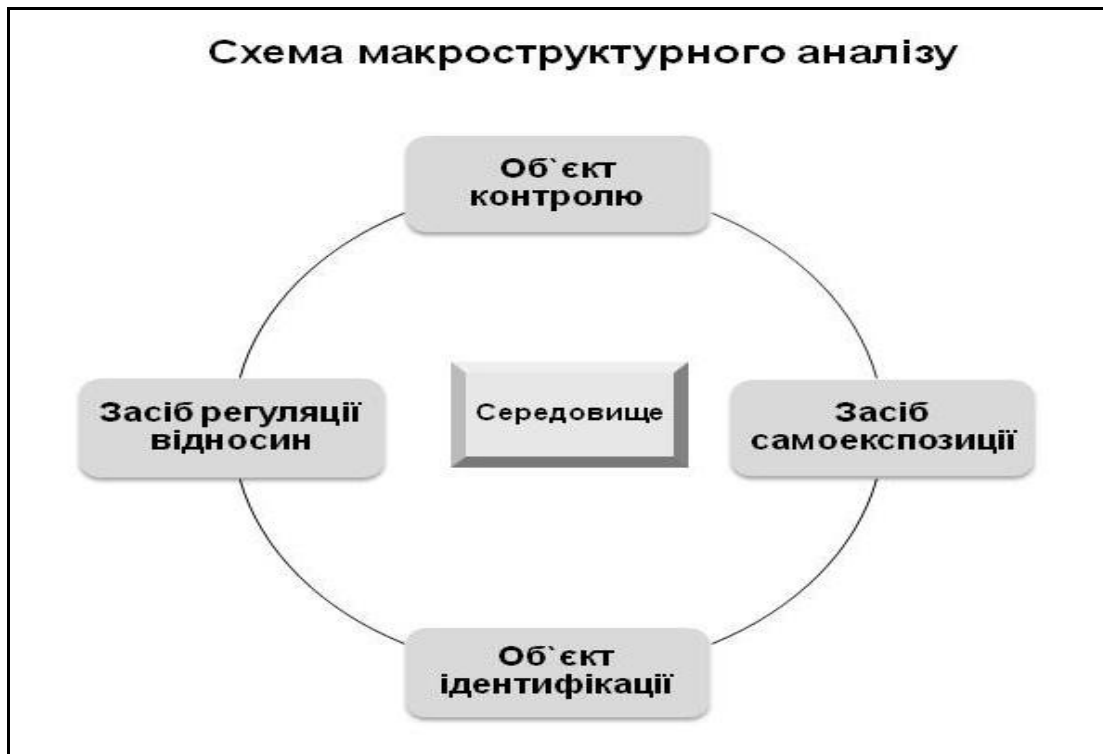 Схема макроструктурного аналізу
Об`єкт
контролю
Засіб регуляції
відносин
Середовище
Засіб
самоекспозиції
Об`єкт
ідентифікації